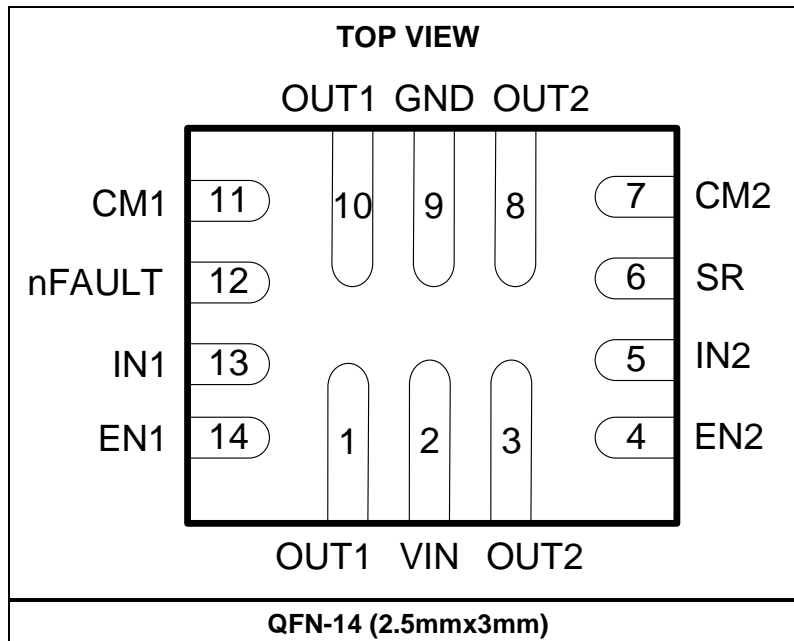 TOP VIEW
OUT1 GND OUT2
CM1 11 10 9 8 7 CM2
nFAULT 12 6 SR
IN1 13 5 IN2
EN1 14 1 2 3 4 EN2
OUT1 VIN OUT2
QFN-14 (2.5mmx3mm)